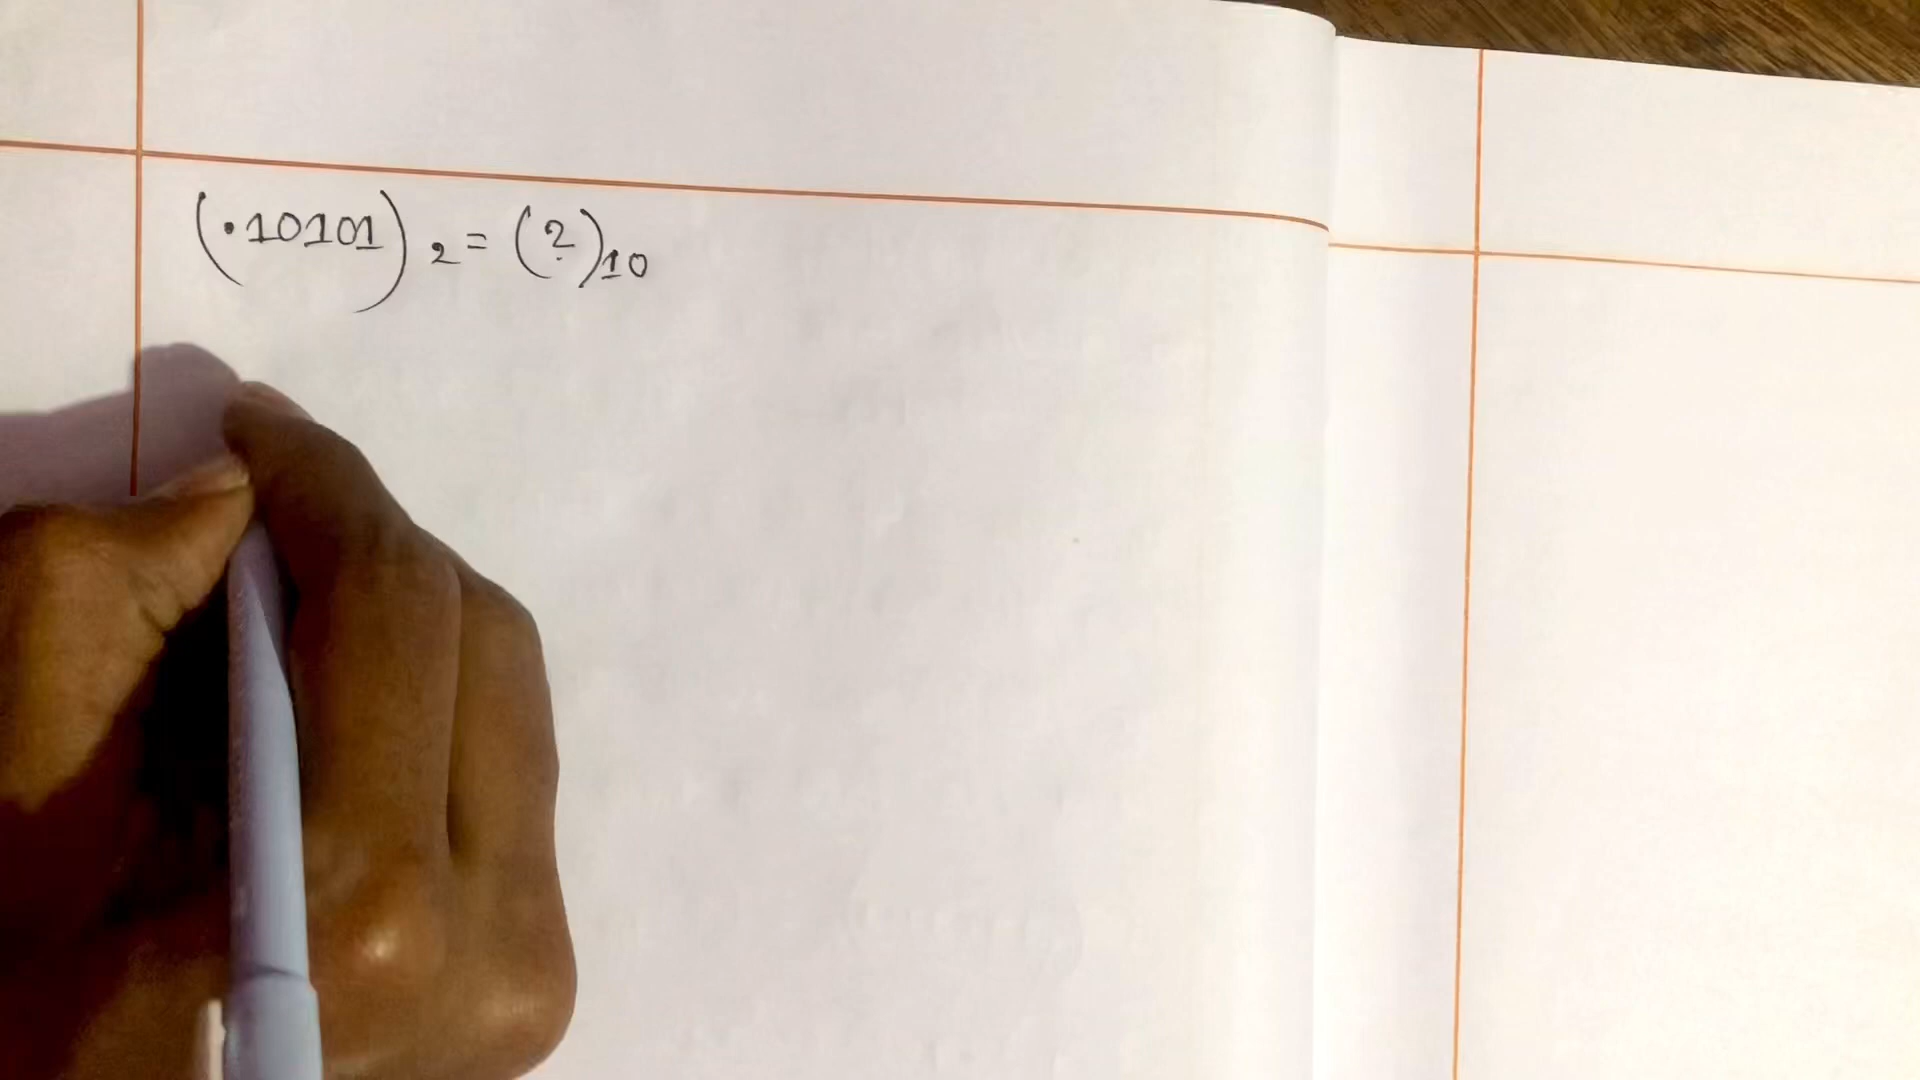 (.10101)₂ = (?)₁₀